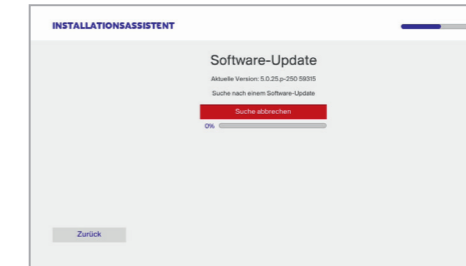 INSTALLATIONSASSISTENT
Software-Update
Aktuelle Version: 5.0.25.p-250 59315
Suche nach einem Software-Update
Suche abbrechen
0%
Zurück